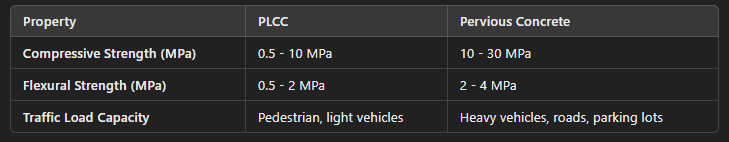 Property PLCC Pervious Concrete
Compressive Strength (MPa) 0.5 - 10 MPa 10 - 30 MPa
Flexural Strength (MPa) 0.5 - 2 MPa 2 - 4 MPa
Traffic Load Capacity Pedestrian, light vehicles Heavy vehicles, roads, parking lots